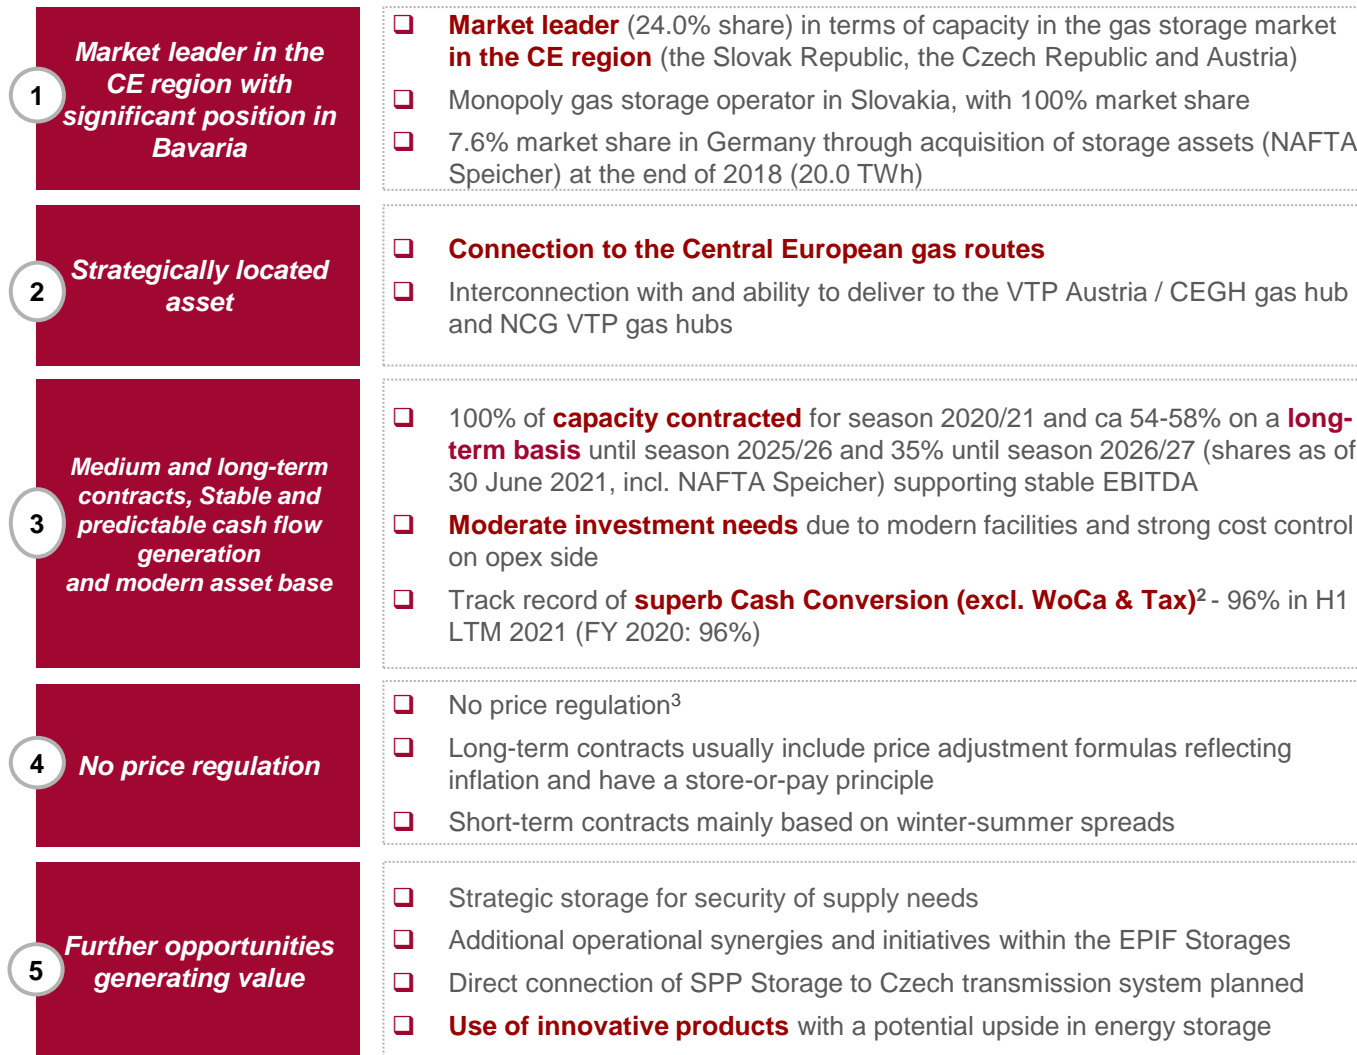 1
Market leader in the
CE region with
significant position in
Bavaria
❑ Market leader (24.0% share) in terms of capacity in the gas storage market
in the CE region (the Slovak Republic, the Czech Republic and Austria)
❑ Monopoly gas storage operator in Slovakia, with 100% market share
❑ 7.6% market share in Germany through acquisition of storage assets (NAFTA
Speicher) at the end of 2018 (20.0 TWh)
2
Strategically located
asset
❑ Connection to the Central European gas routes
❑ Interconnection with and ability to deliver to the VTP Austria / CEGH gas hub
and NCG VTP gas hubs
3
Medium and long-term
contracts, Stable and
predictable cash flow
generation
and modern asset base
❑ 100% of capacity contracted for season 2020/21 and ca 54-58% on a long-
term basis until season 2025/26 and 35% until season 2026/27 (shares as of
30 June 2021, incl. NAFTA Speicher) supporting stable EBITDA
❑ Moderate investment needs due to modern facilities and strong cost control
on opex side
❑ Track record of superb Cash Conversion (excl. WoCa & Tax)² - 96% in H1
LTM 2021 (FY 2020: 96%)
4
No price regulation
❑ No price regulation³
❑ Long-term contracts usually include price adjustment formulas reflecting
inflation and have a store-or-pay principle
❑ Short-term contracts mainly based on winter-summer spreads
5
Further opportunities
generating value
❑ Strategic storage for security of supply needs
❑ Additional operational synergies and initiatives within the EPIF Storages
❑ Direct connection of SPP Storage to Czech transmission system planned
❑ Use of innovative products with a potential upside in energy storage